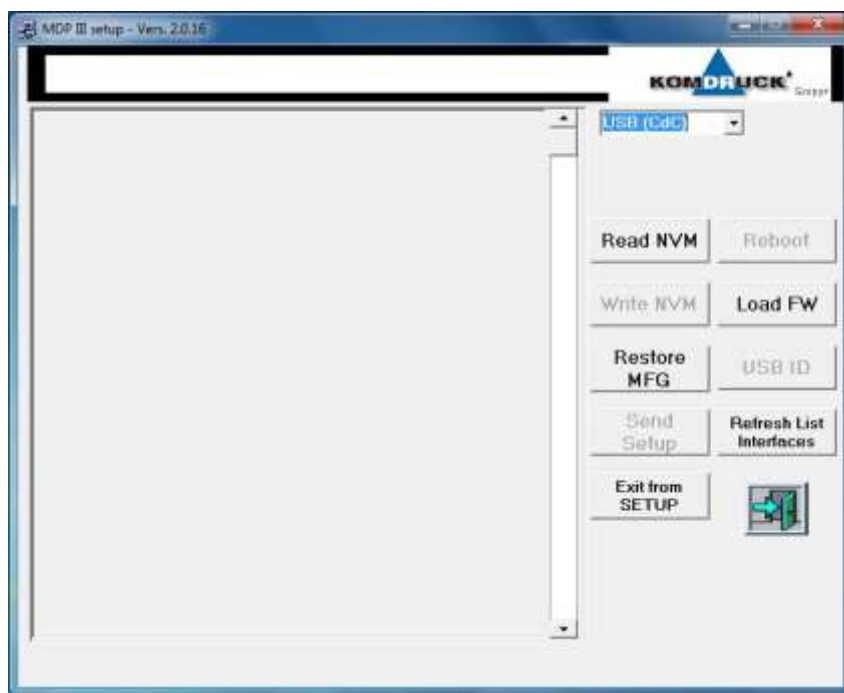 MDP III setup - Vers. 2.0.16
KOMDRUCK
Gruppe
USB (CdC)
Read NVM
Reboot
Write NVM
Load FW
Restore
MFG
USB ID
Send
Setup
Refresh List
Interfaces
Exit from
SETUP